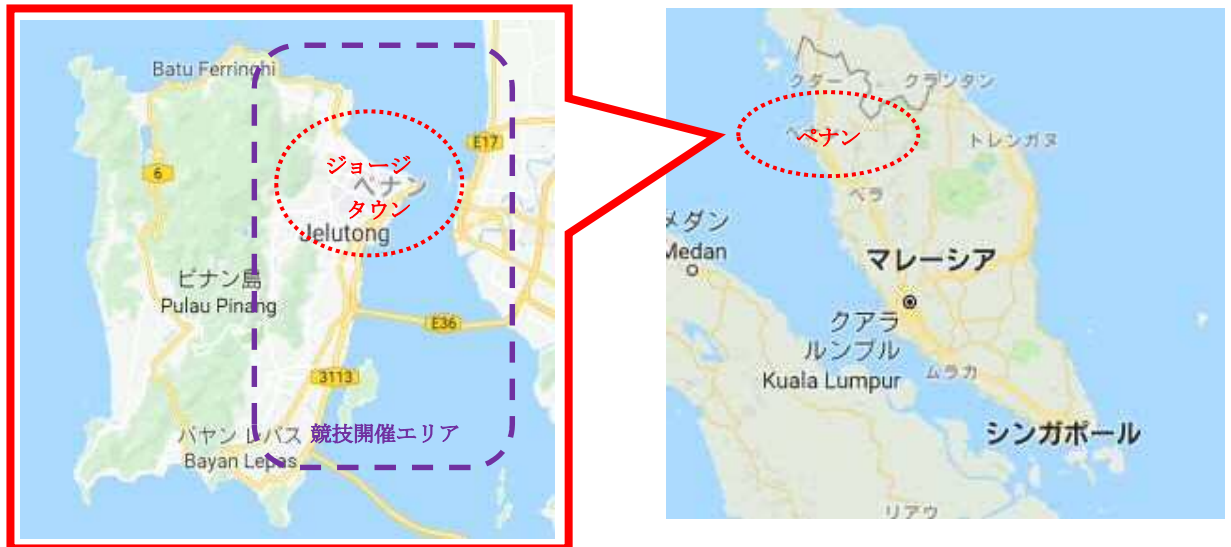 Batu Ferringhi
E17
6
ジョージ
ペナン
タウン
Jelutong
ピナン島
Pulau Pinang
E36
3113
バヤン レパス
競技開催エリア
Bayan Lepas
クダー
クランタン
ペナン
トレンガヌ
ペラ
メダン
Medan
マレーシア
クアラ
ルンプル
Kuala Lumpur
ムラカ
シンガポール
リアウ